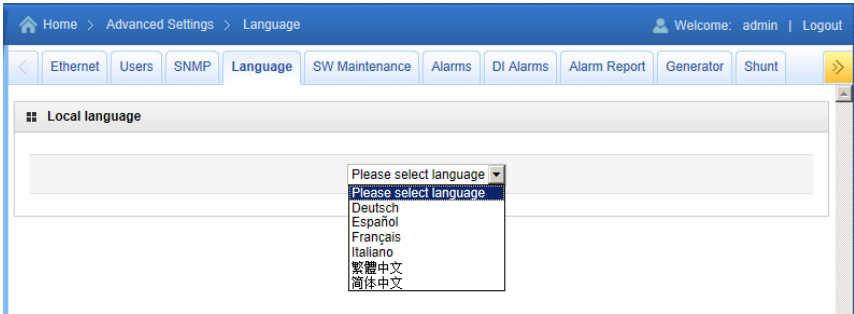 Home > Advanced Settings > Language
Welcome: admin | Logout
Ethernet Users SNMP Language SW Maintenance Alarms DI Alarms Alarm Report Generator Shunt
Local language
Please select language
Please select language
Deutsch
Español
Français
Italiano
繁體中文
简体中文